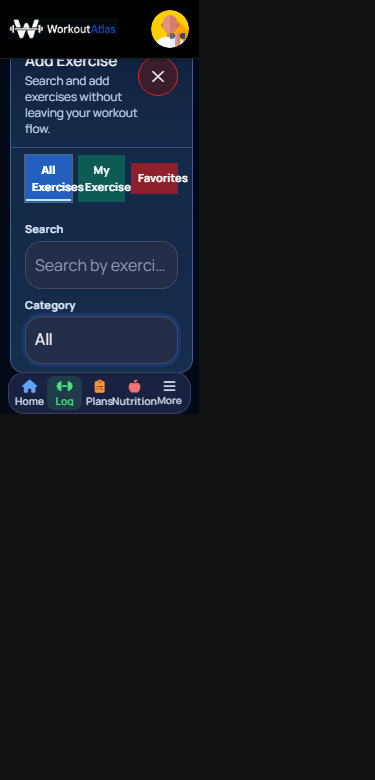 WorkoutAtlas
Add Exercise
Search and add
exercises without
leaving your workout
flow.
All
Exercises
My
Exercise
Favorites
Search
Search by exerci...
Category
All
Home
Log
Plans
Nutrition
More